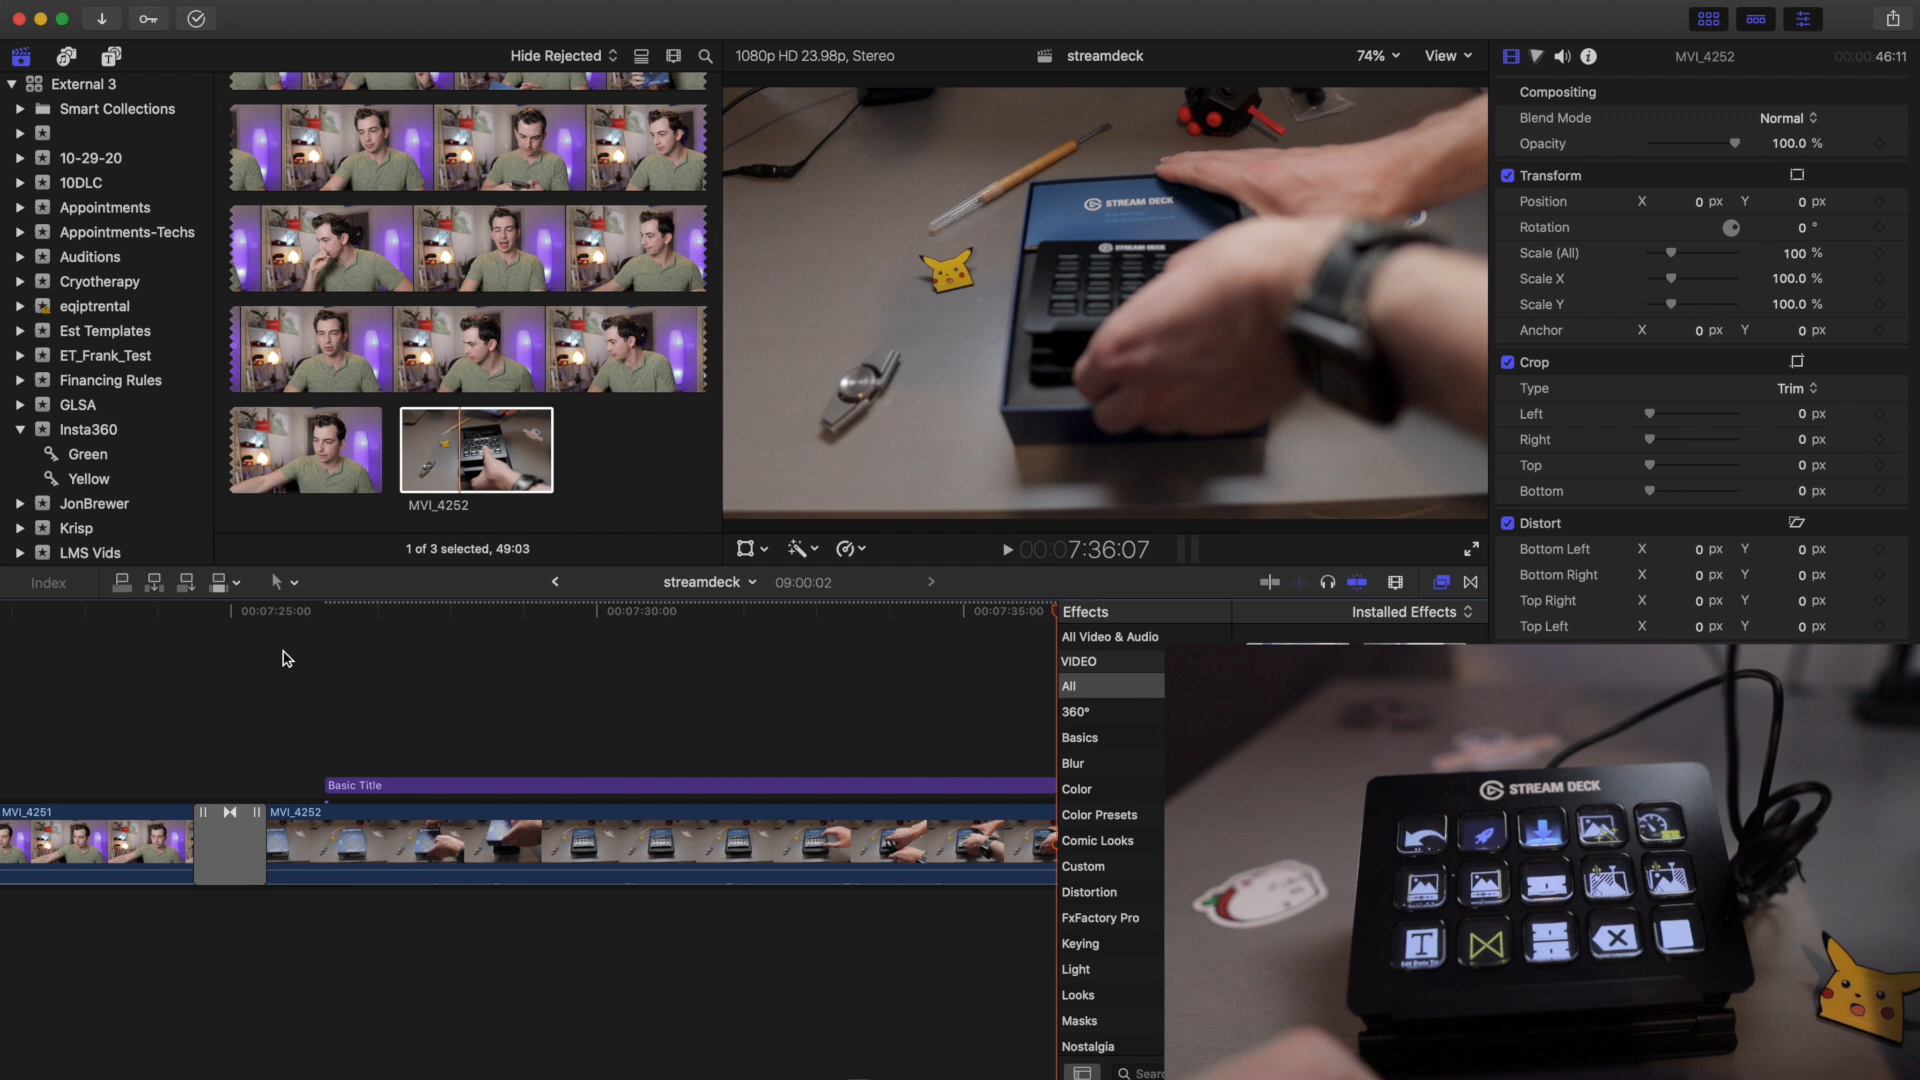 Hide Rejected
1080p HD 23.98p, Stereo
streamdeck
74%
View
MVI_4252
00:00:46:11
External 3
Smart Collections
10-29-20
10DLC
Appointments
Appointments-Techs
Auditions
Cryotherapy
eqiptrental
Est Templates
ET_Frank_Test
Financing Rules
GLSA
Insta360
Green
Yellow
JonBrewer
Krisp
LMS Vids
MVI_4252
1 of 3 selected, 49:03
STREAM DECK
STREAM DECK
00:07:36:07
Compositing
Blend Mode
Normal
Opacity
100.0 %
Transform
Position X 0 px Y 0 px
Rotation 0 °
Scale (All) 100 %
Scale X 100.0 %
Scale Y 100.0 %
Anchor X 0 px Y 0 px
Crop
Type Trim
Left 0 px
Right 0 px
Top 0 px
Bottom 0 px
Distort
Bottom Left X 0 px Y 0 px
Bottom Right X 0 px Y 0 px
Top Right X 0 px Y 0 px
Top Left X 0 px Y 0 px
Index
streamdeck
09:00:02
00:07:25:00
00:07:30:00
00:07:35:00
Basic Title
MVI_4251
MVI_4252
Effects
Installed Effects
All Video & Audio
VIDEO
All
360°
Basics
Blur
Color
Color Presets
Comic Looks
Custom
Distortion
FxFactory Pro
Keying
Light
Looks
Masks
Nostalgia
Sear
STREAM DECK
T